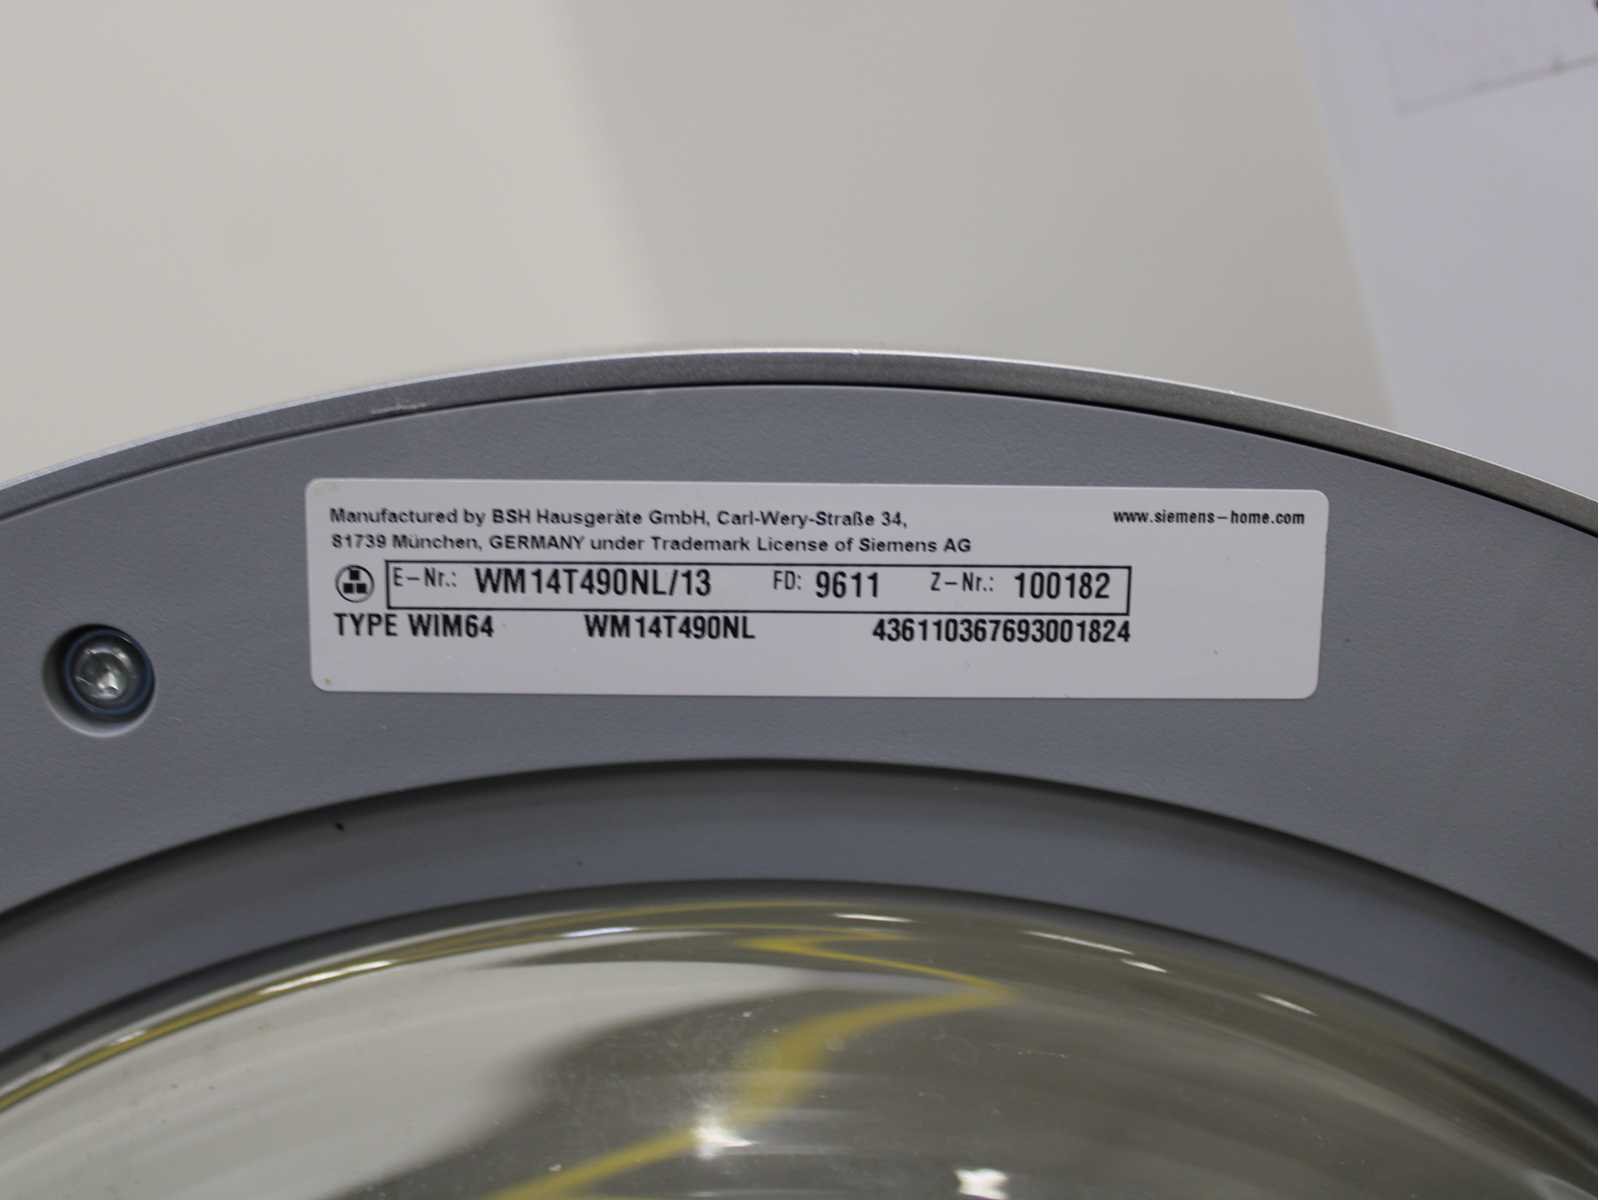 Manufactured by BSH Hausgeräte GmbH, Carl-Wery-Straße 34,
www.siemens-home.com
81739 München, GERMANY under Trademark License of Siemens AG
E-Nr.: WM14T490NL/13 FD: 9611 Z-Nr.: 100182
TYPE WIM64 WM14T490NL 436110367693001824